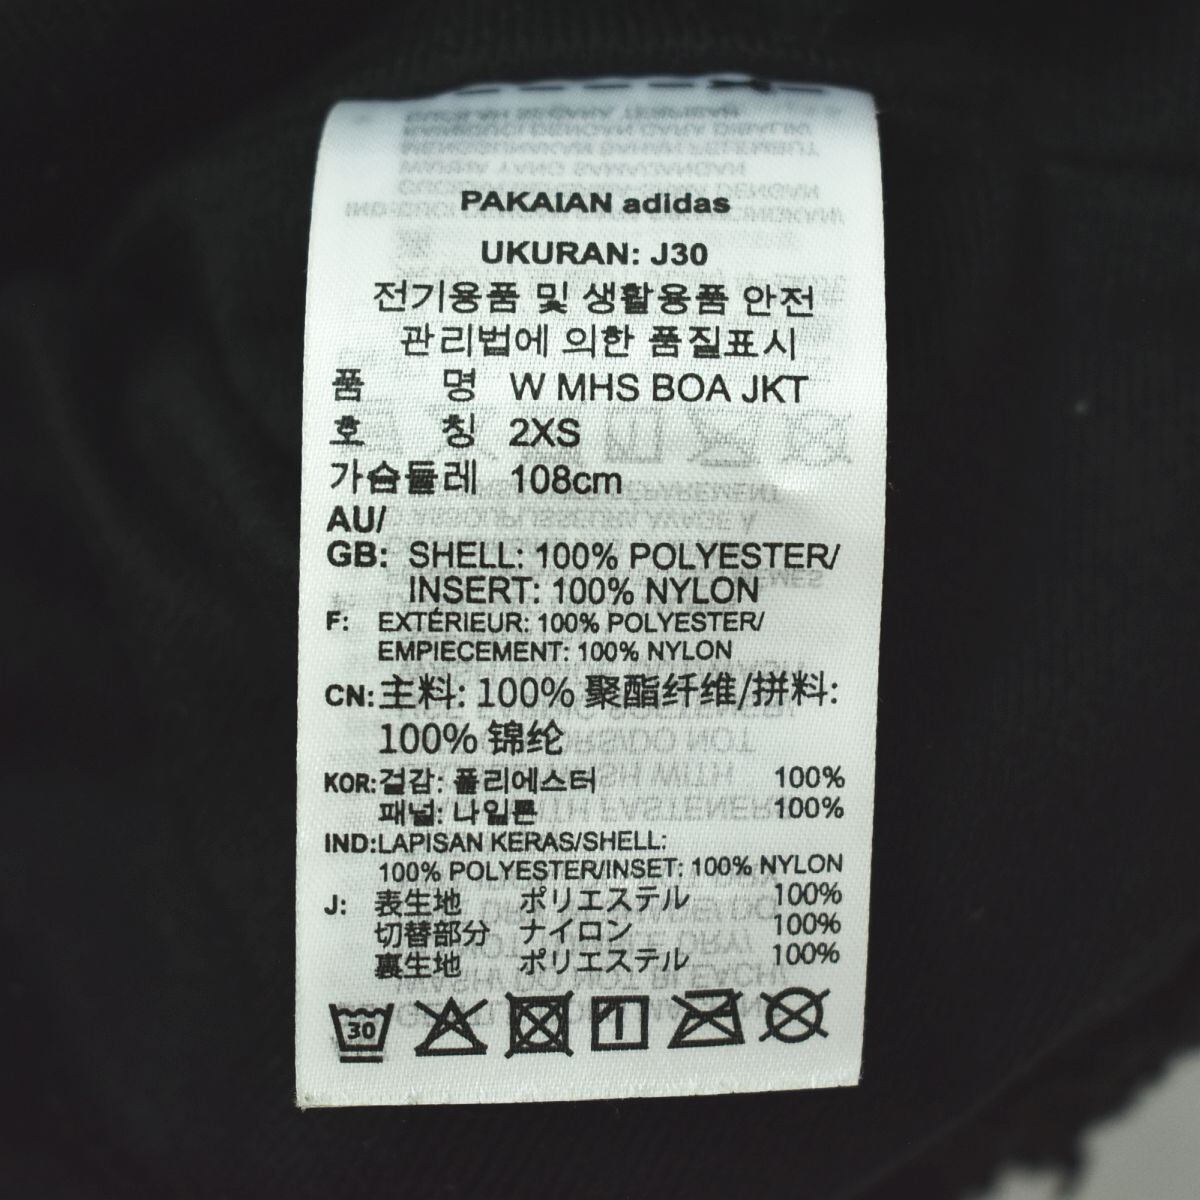 PAKAIAN adidas
UKURAN: J30
전기용품 및 생활용품 안전
관리법에 의한 품질표시
품 명 W MHS BOA JKT
호 칭 2XS
가슴둘레 108cm
AU/
GB: SHELL: 100% POLYESTER/
INSERT: 100% NYLON
F: EXTÉRIEUR: 100% POLYESTER/
EMPIECEMENT: 100% NYLON
CN: 主料: 100% 聚酯纤维/拼料:
100% 锦纶
KOR: 겉감: 폴리에스터 100%
패널: 나일론 100%
IND: LAPISAN KERAS/SHELL:
100% POLYESTER/INSET: 100% NYLON
J: 表生地 ポリエステル 100%
切替部分 ナイロン 100%
裏生地 ポリエステル 100%
30